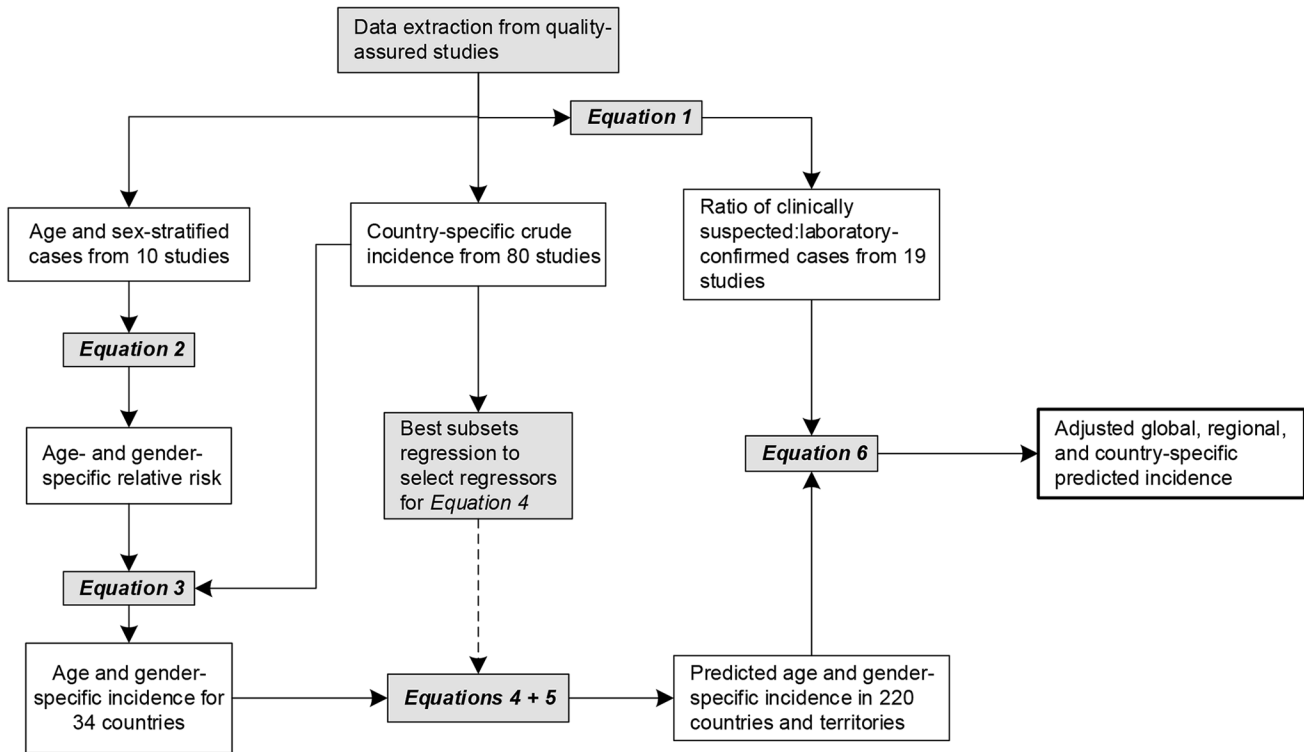 Data extraction from quality-
assured studies
Equation 1
Age and sex-stratified
cases from 10 studies
Country-specific crude
incidence from 80 studies
Ratio of clinically
suspected:laboratory-
confirmed cases from 19
studies
Equation 2
Age- and gender-
specific relative risk
Best subsets
regression to
select regressors
for Equation 4
Equation 6
Adjusted global, regional,
and country-specific
predicted incidence
Equation 3
Age and gender-
specific incidence for
34 countries
Equations 4 + 5
Predicted age and gender-
specific incidence in 220
countries and territories